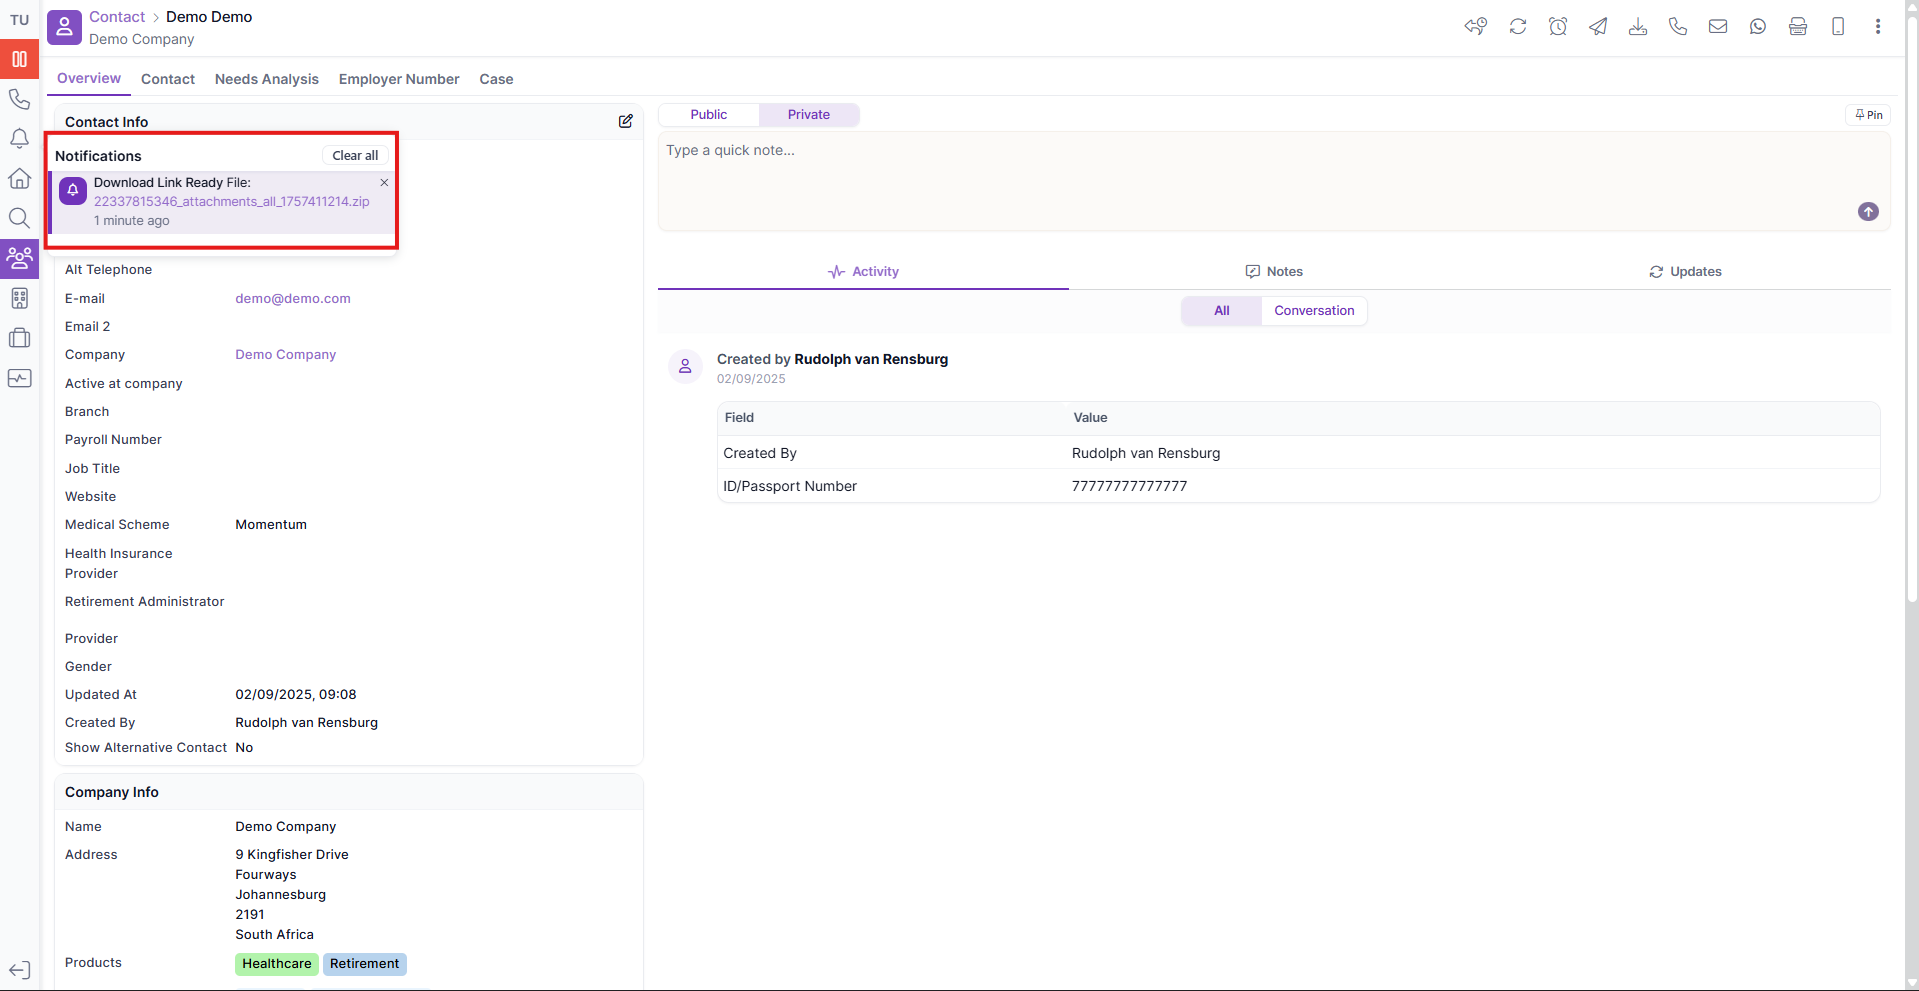 TU
Contact > Demo Demo
Demo Company
Overview
Contact
Needs Analysis
Employer Number
Case
Contact Info
Notifications
Clear all
Download Link Ready File:
22337815346_attachments_all_1757411214.zip
1 minute ago
Alt Telephone
E-mail demo@demo.com
Email 2
Company Demo Company
Active at company
Branch
Payroll Number
Job Title
Website
Medical Scheme Momentum
Health Insurance
Provider
Retirement Administrator
Provider
Gender
Updated At 02/09/2025, 09:08
Created By Rudolph van Rensburg
Show Alternative Contact No
Company Info
Name Demo Company
Address 9 Kingfisher Drive
Fourways
Johannesburg
2191
South Africa
Products Healthcare Retirement
Public
Private
Pin
Type a quick note...
Activity
Notes
Updates
All
Conversation
Created by Rudolph van Rensburg
02/09/2025
Field Value
Created By Rudolph van Rensburg
ID/Passport Number 77777777777777